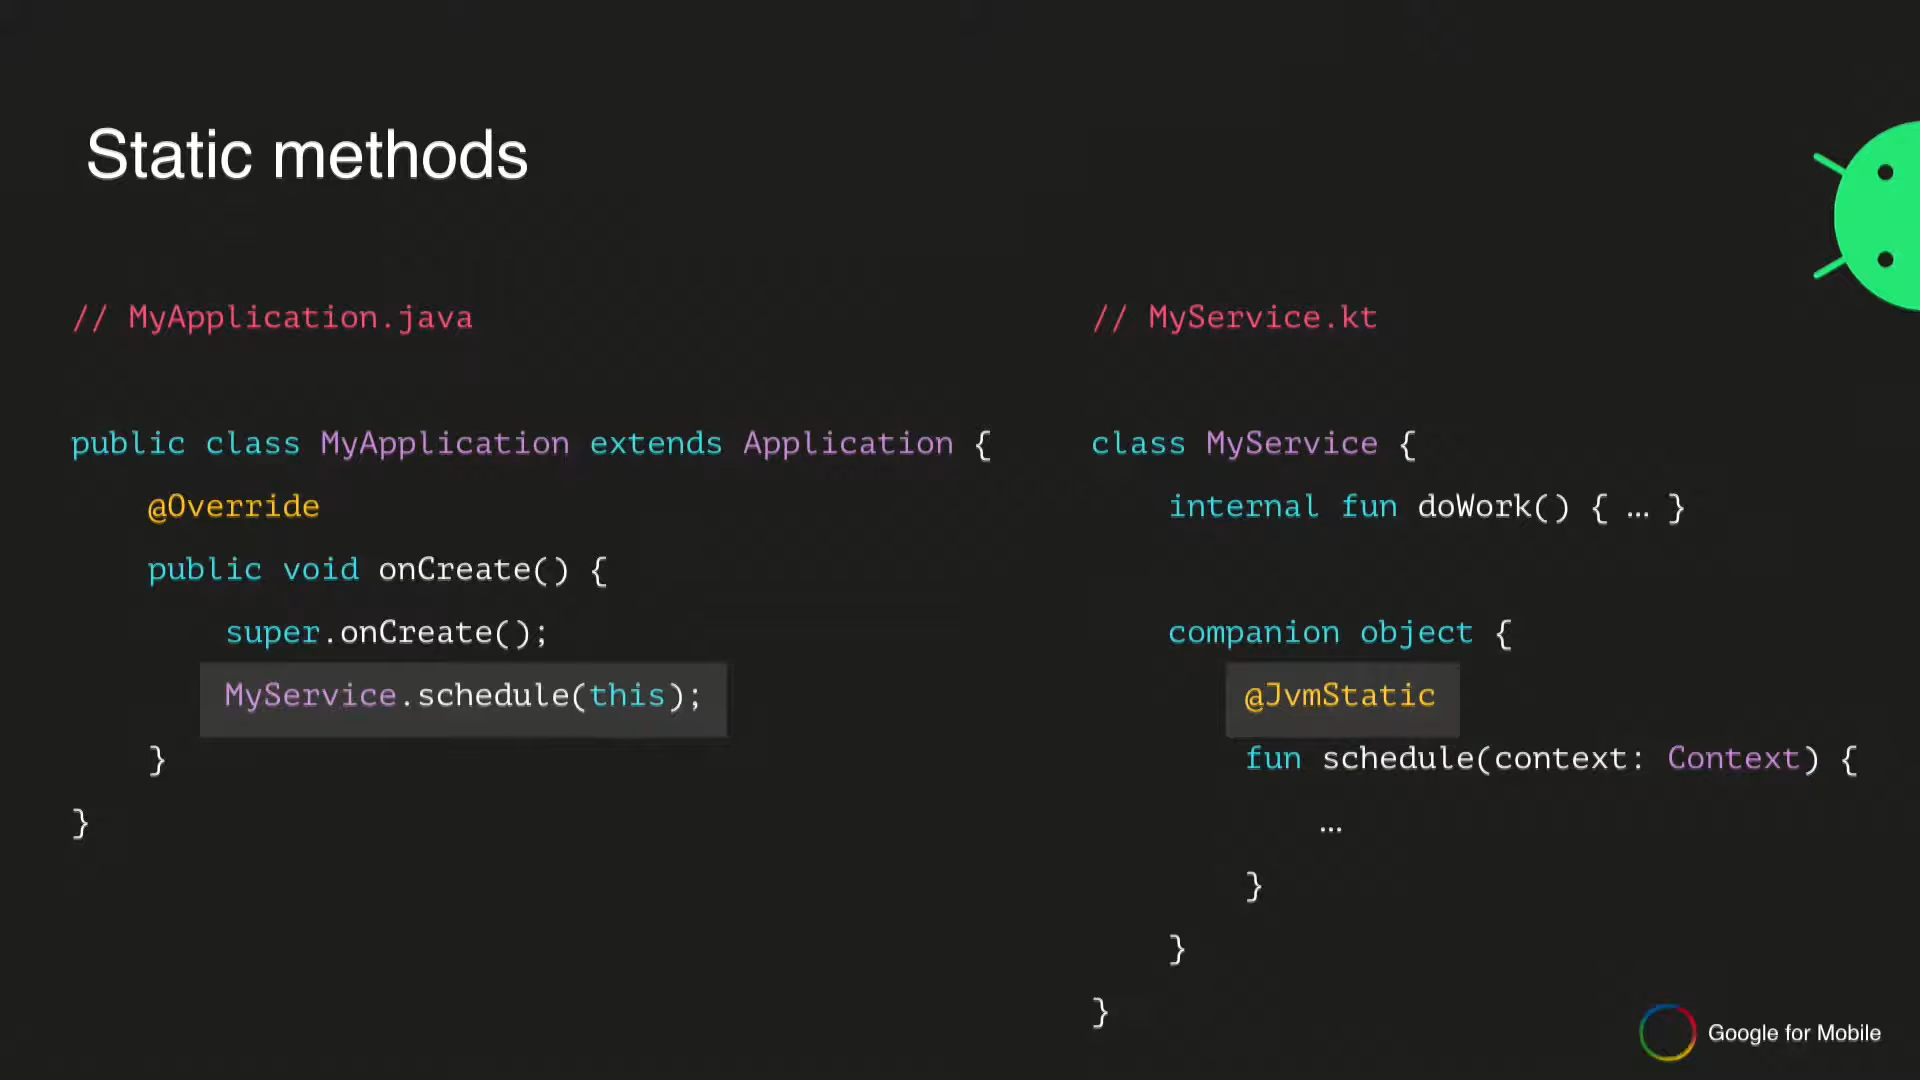 Static methods
// MyApplication.java
public class MyApplication extends Application {
@Override
public void onCreate() {
super.onCreate();
MyService.schedule(this);
}
}
// MyService.kt
class MyService {
internal fun doWork() { … }
companion object {
@JvmStatic
fun schedule(context: Context) {
…
}
}
}
Google for Mobile